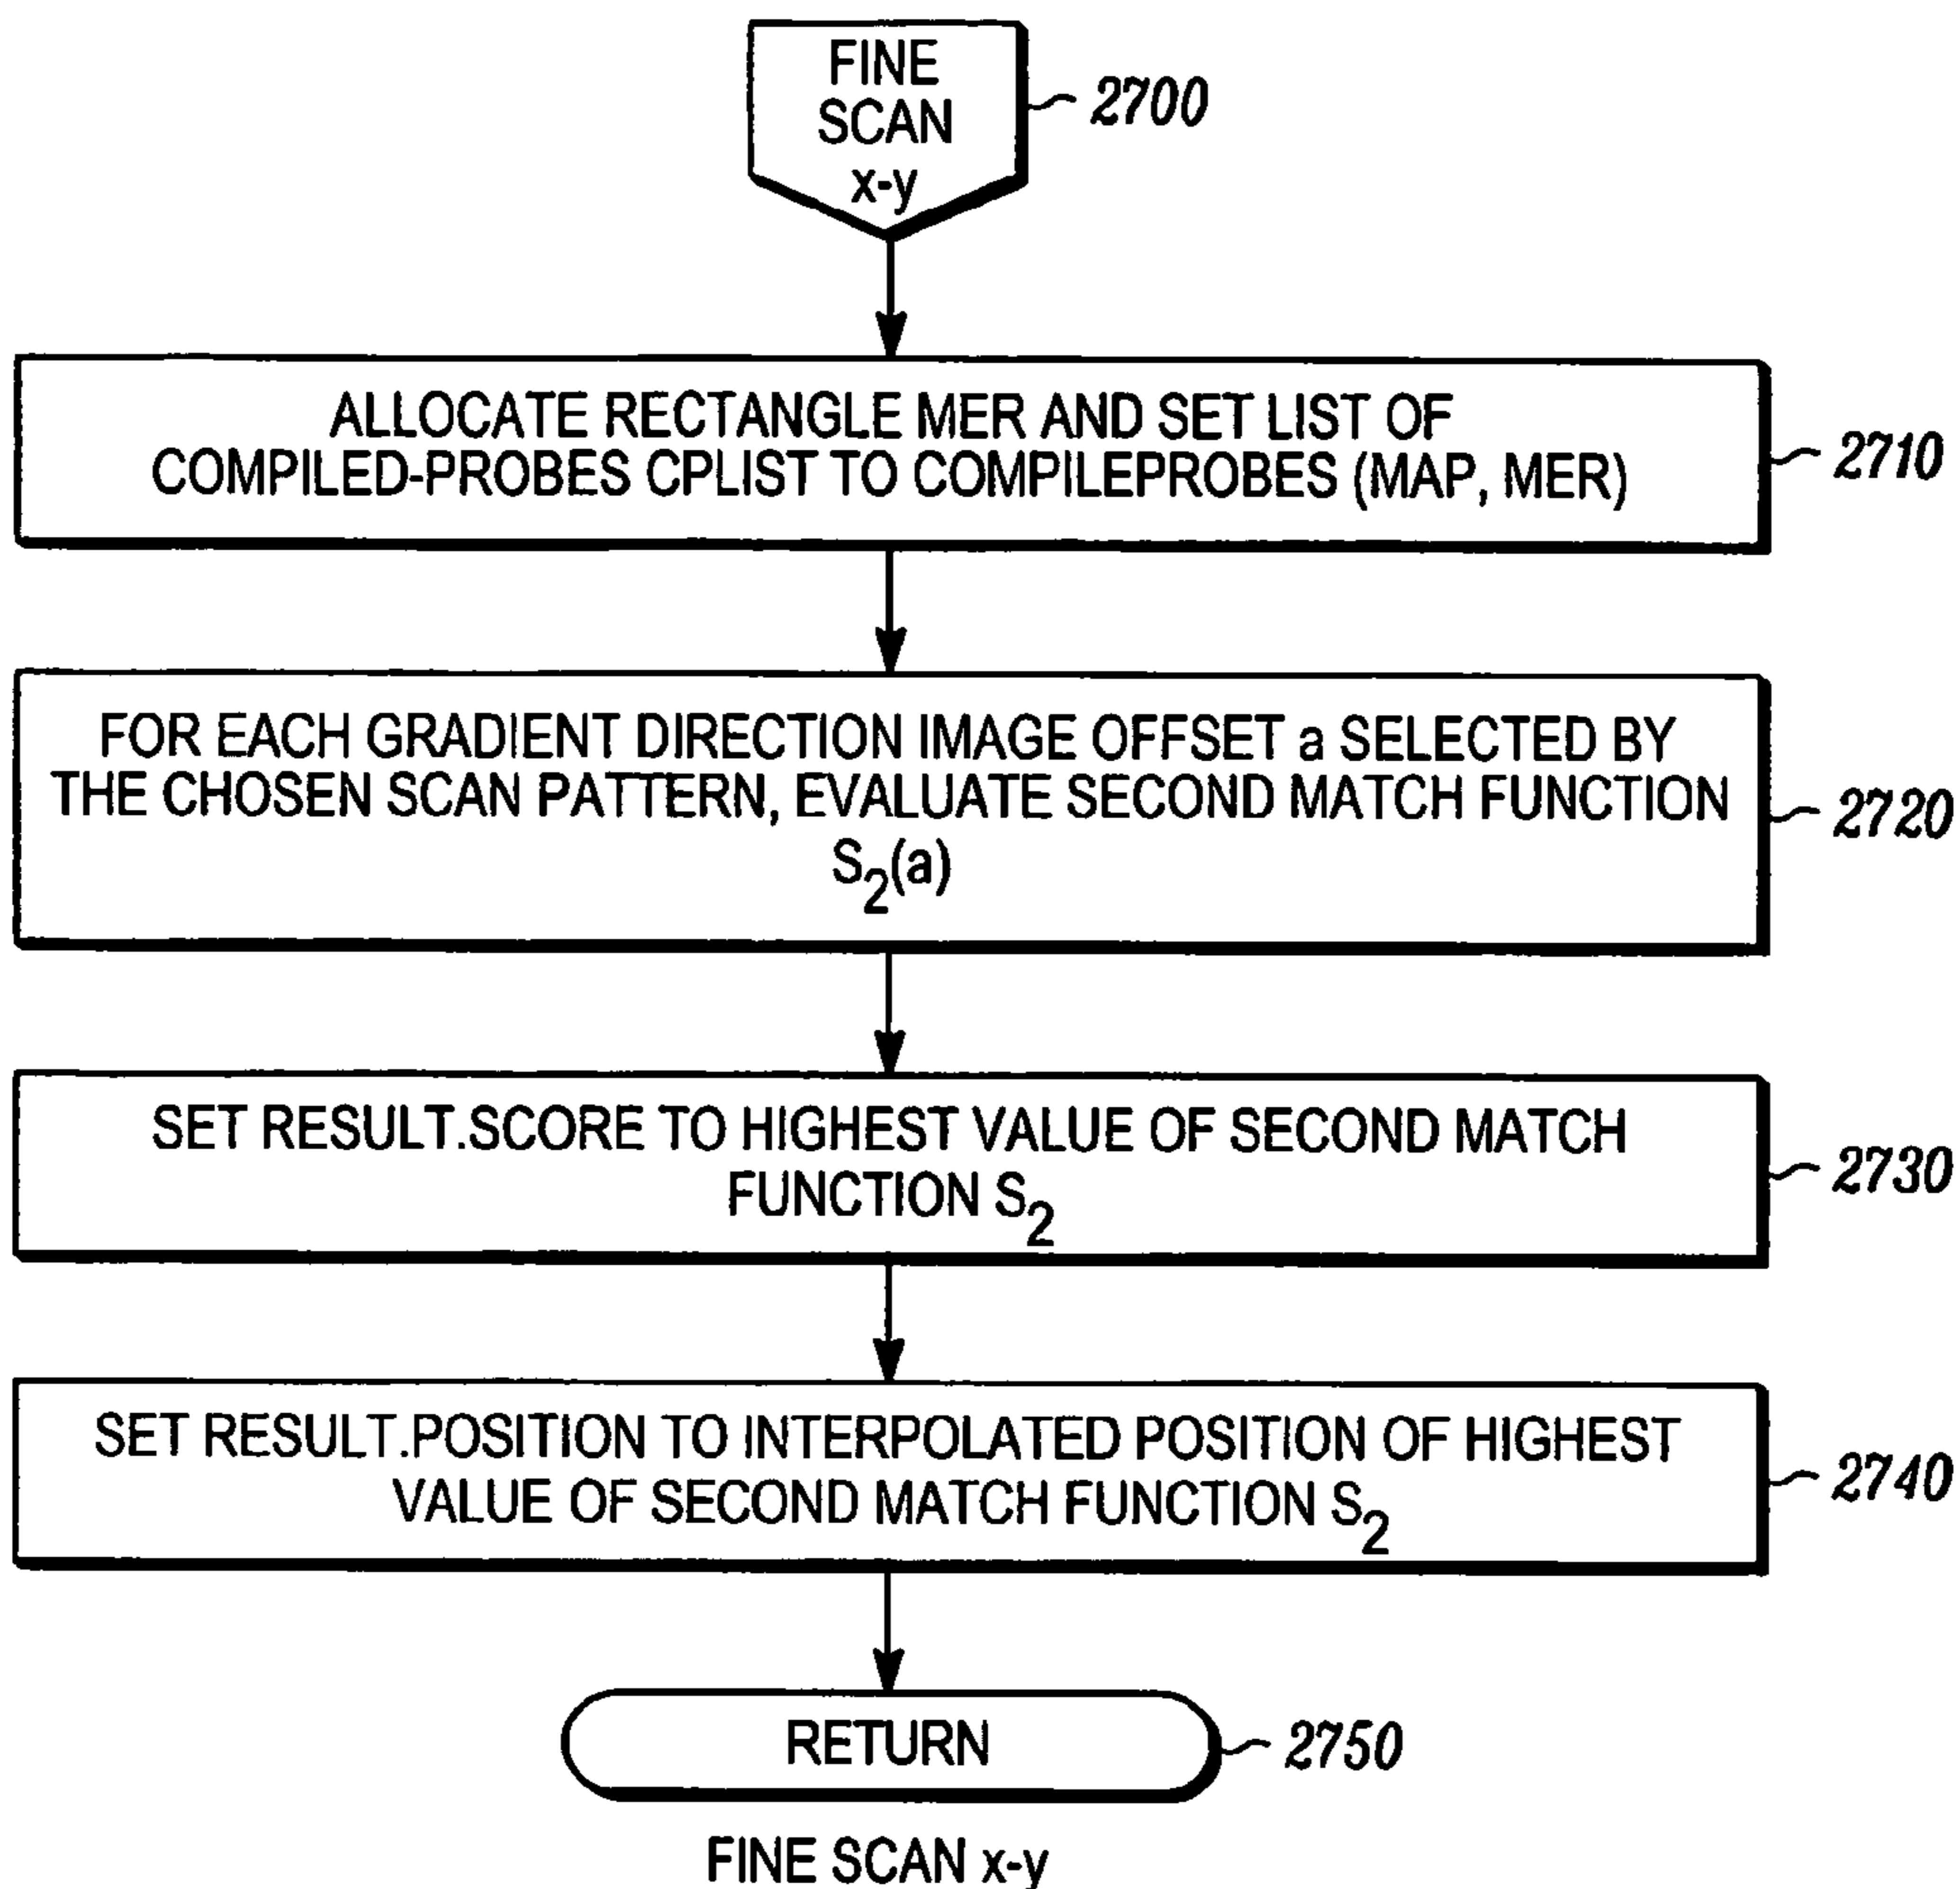 FINE
SCAN
x-y
2700
ALLOCATE RECTANGLE MER AND SET LIST OF
COMPILED-PROBES CPLIST TO COMPILEPROBES (MAP, MER)
2710
FOR EACH GRADIENT DIRECTION IMAGE OFFSET a SELECTED BY
THE CHOSEN SCAN PATTERN, EVALUATE SECOND MATCH FUNCTION
S2(a)
2720
SET RESULT.SCORE TO HIGHEST VALUE OF SECOND MATCH
FUNCTION S2
2730
SET RESULT.POSITION TO INTERPOLATED POSITION OF HIGHEST
VALUE OF SECOND MATCH FUNCTION S2
2740
RETURN
2750
FINE SCAN x-y